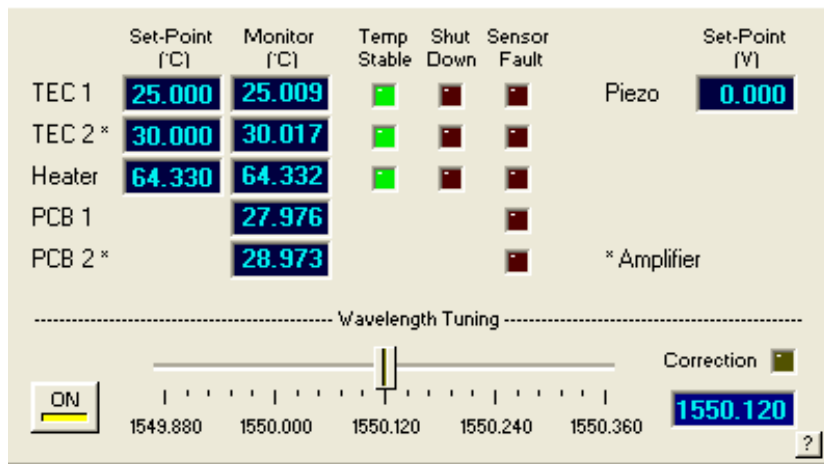 Set-Point Monitor Temp Shut Sensor Set-Point
(°C) (°C) Stable Down Fault (V)
TEC 1 25.000 25.009 Piezo 0.000
TEC 2 * 30.000 30.017
Heater 64.330 64.332
PCB 1 27.976
PCB 2 * 28.973 * Amplifier
Wavelength Tuning
Correction
ON 1550.120
1549.880 1550.000 1550.120 1550.240 1550.360
?